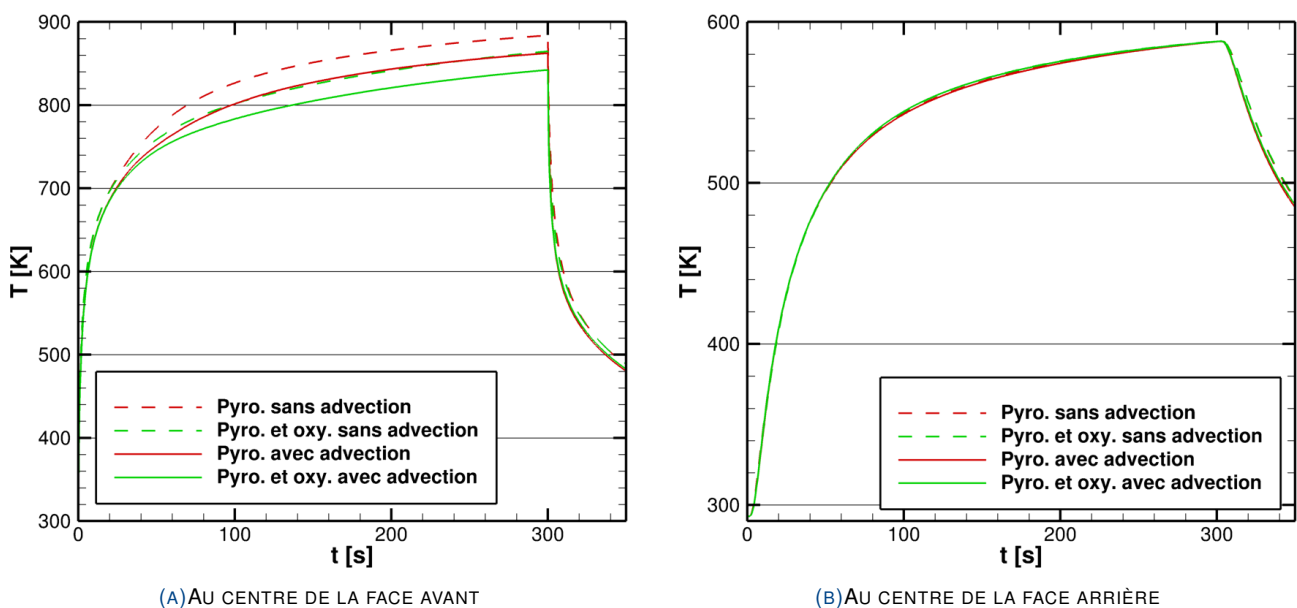 900
800
700
600
500
400
300
T [K]
Pyro. sans advection
Pyro. et oxy. sans advection
Pyro. avec advection
Pyro. et oxy. avec advection
0 100 200 300
t [s]
(A) AU CENTRE DE LA FACE AVANT
600
500
400
300
T [K]
Pyro. sans advection
Pyro. et oxy. sans advection
Pyro. avec advection
Pyro. et oxy. avec advection
0 100 200 300
t [s]
(B) AU CENTRE DE LA FACE ARRIÈRE